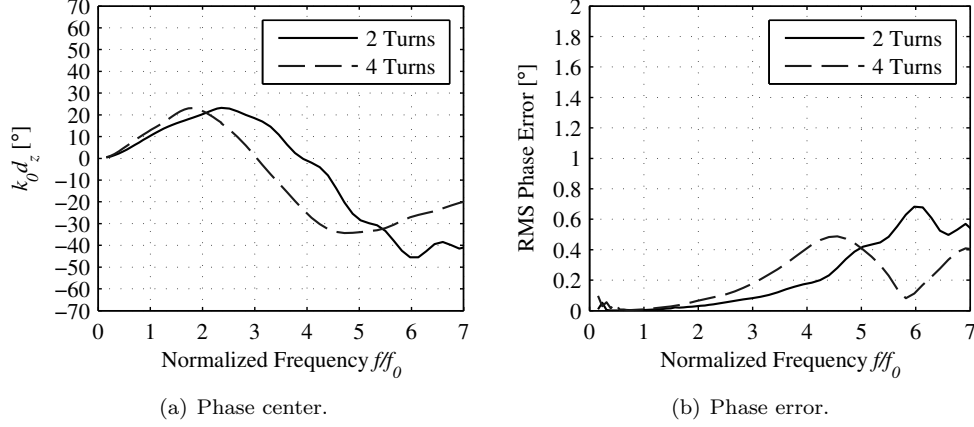 70
60
50
40
30
20
10
0
−10
−20
−30
−40
−50
−60
−70
k0dz [°]
2 Turns
4 Turns
0 1 2 3 4 5 6 7
Normalized Frequency f/f0
(a) Phase center.
2
1.8
1.6
1.4
1.2
1
0.8
0.6
0.4
0.2
0
RMS Phase Error [°]
2 Turns
4 Turns
0 1 2 3 4 5 6 7
Normalized Frequency f/f0
(b) Phase error.